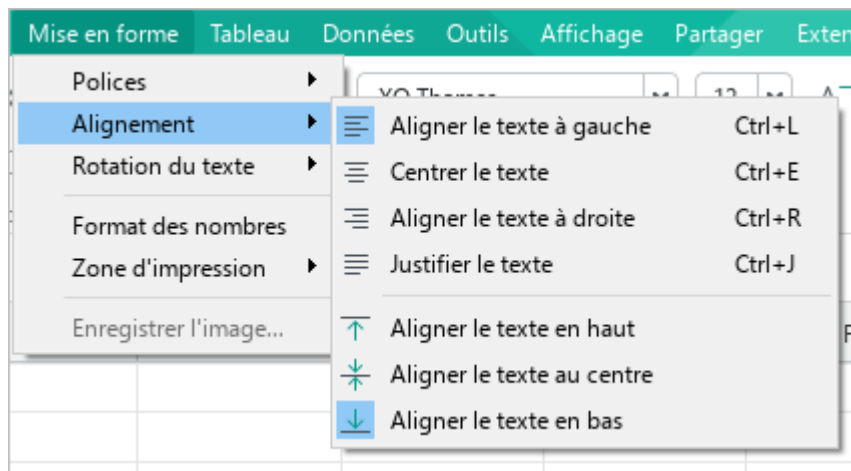 Mise en forme Tableau Données Outils Affichage Partager
Polices
Alignement
Rotation du texte
Format des nombres
Zone d'impression
Enregistrer l'image...
Aligner le texte à gauche Ctrl+L
Centrer le texte Ctrl+E
Aligner le texte à droite Ctrl+R
Justifier le texte Ctrl+J
Aligner le texte en haut
Aligner le texte au centre
Aligner le texte en bas